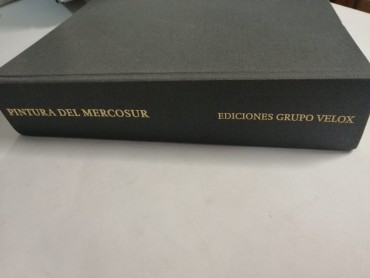 PINTURA DEL MERCOSUR
EDICIONES GRUPO VELOX